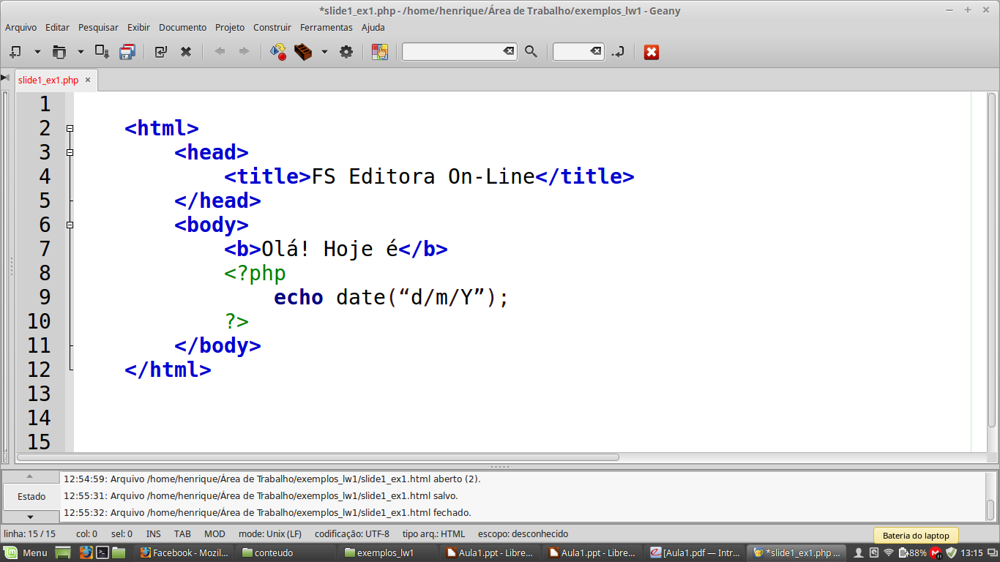 *slide1_ex1.php - /home/henrique/Área de Trabalho/exemplos_lw1 - Geany
Arquivo Editar Pesquisar Exibir Documento Projeto Construir Ferramentas Ajuda
slide1_ex1.php
1
2 <html>
3 <head>
4 <title>FS Editora On-Line</title>
5 </head>
6 <body>
7 <b>Olá! Hoje é</b>
8 <?php
9 echo date(“d/m/Y”);
10 ?>
11 </body>
12 </html>
13
14
15
12:54:59: Arquivo /home/henrique/Área de Trabalho/exemplos_lw1/slide1_ex1.html aberto (2).
Estado
12:55:31: Arquivo /home/henrique/Área de Trabalho/exemplos_lw1/slide1_ex1.html salvo.
12:55:32: Arquivo /home/henrique/Área de Trabalho/exemplos_lw1/slide1_ex1.html fechado.
linha: 15 / 15 col: 0 sel: 0 INS TAB MOD mode: Unix (LF) codificação: UTF-8 tipo arq.: HTML escopo: desconhecido
Bateria do laptop
Menu Facebook - Mozil... conteudo exemplos_lw1 Aula1.ppt - Libre... Aula1.ppt - Libre... [Aula1.pdf — Intr... *slide1_ex1.php ... 88% 13:15